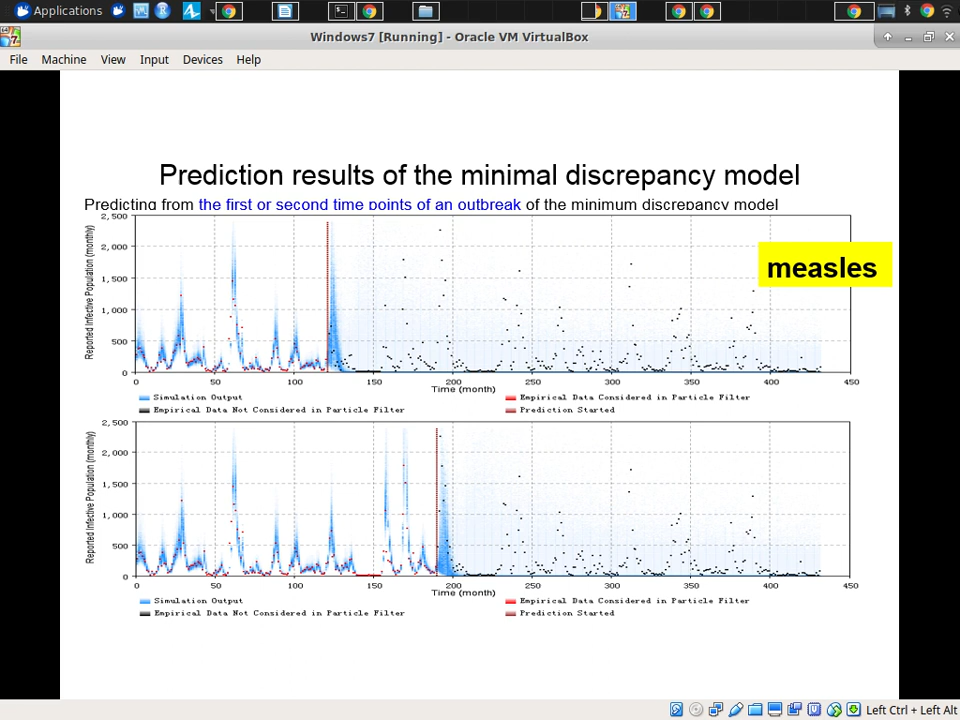 Applications
Windows7 [Running] - Oracle VM VirtualBox
File Machine View Input Devices Help
Prediction results of the minimal discrepancy model
Predicting from the first or second time points of an outbreak of the minimum discrepancy model
measles
Reported Infective Population (monthly)
2,500
2,000
1,500
1,000
500
0
0 50 100 150 200 250 300 350 400 450
Time (month)
Simulation Output
Empirical Data Considered in Particle Filter
Empirical Data Not Considered in Particle Filter
Prediction Started
Reported Infective Population (monthly)
2,500
2,000
1,500
1,000
500
0
0 50 100 150 200 250 300 350 400 450
Time (month)
Simulation Output
Empirical Data Considered in Particle Filter
Empirical Data Not Considered in Particle Filter
Prediction Started
Left Ctrl + Left Alt